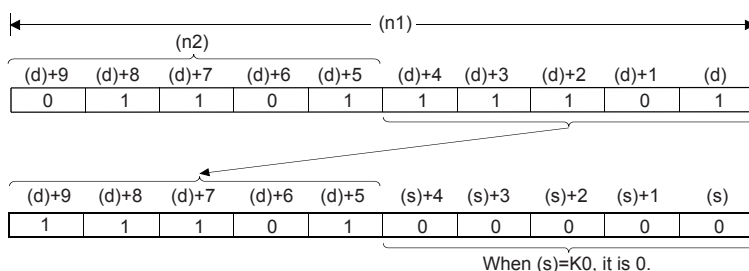 (n1)
(n2)
(d)+9 (d)+8 (d)+7 (d)+6 (d)+5 (d)+4 (d)+3 (d)+2 (d)+1 (d)
0 1 1 0 1 1 1 1 0 1
(d)+9 (d)+8 (d)+7 (d)+6 (d)+5 (s)+4 (s)+3 (s)+2 (s)+1 (s)
1 1 1 0 1 0 0 0 0 0
When (s)=K0, it is 0.